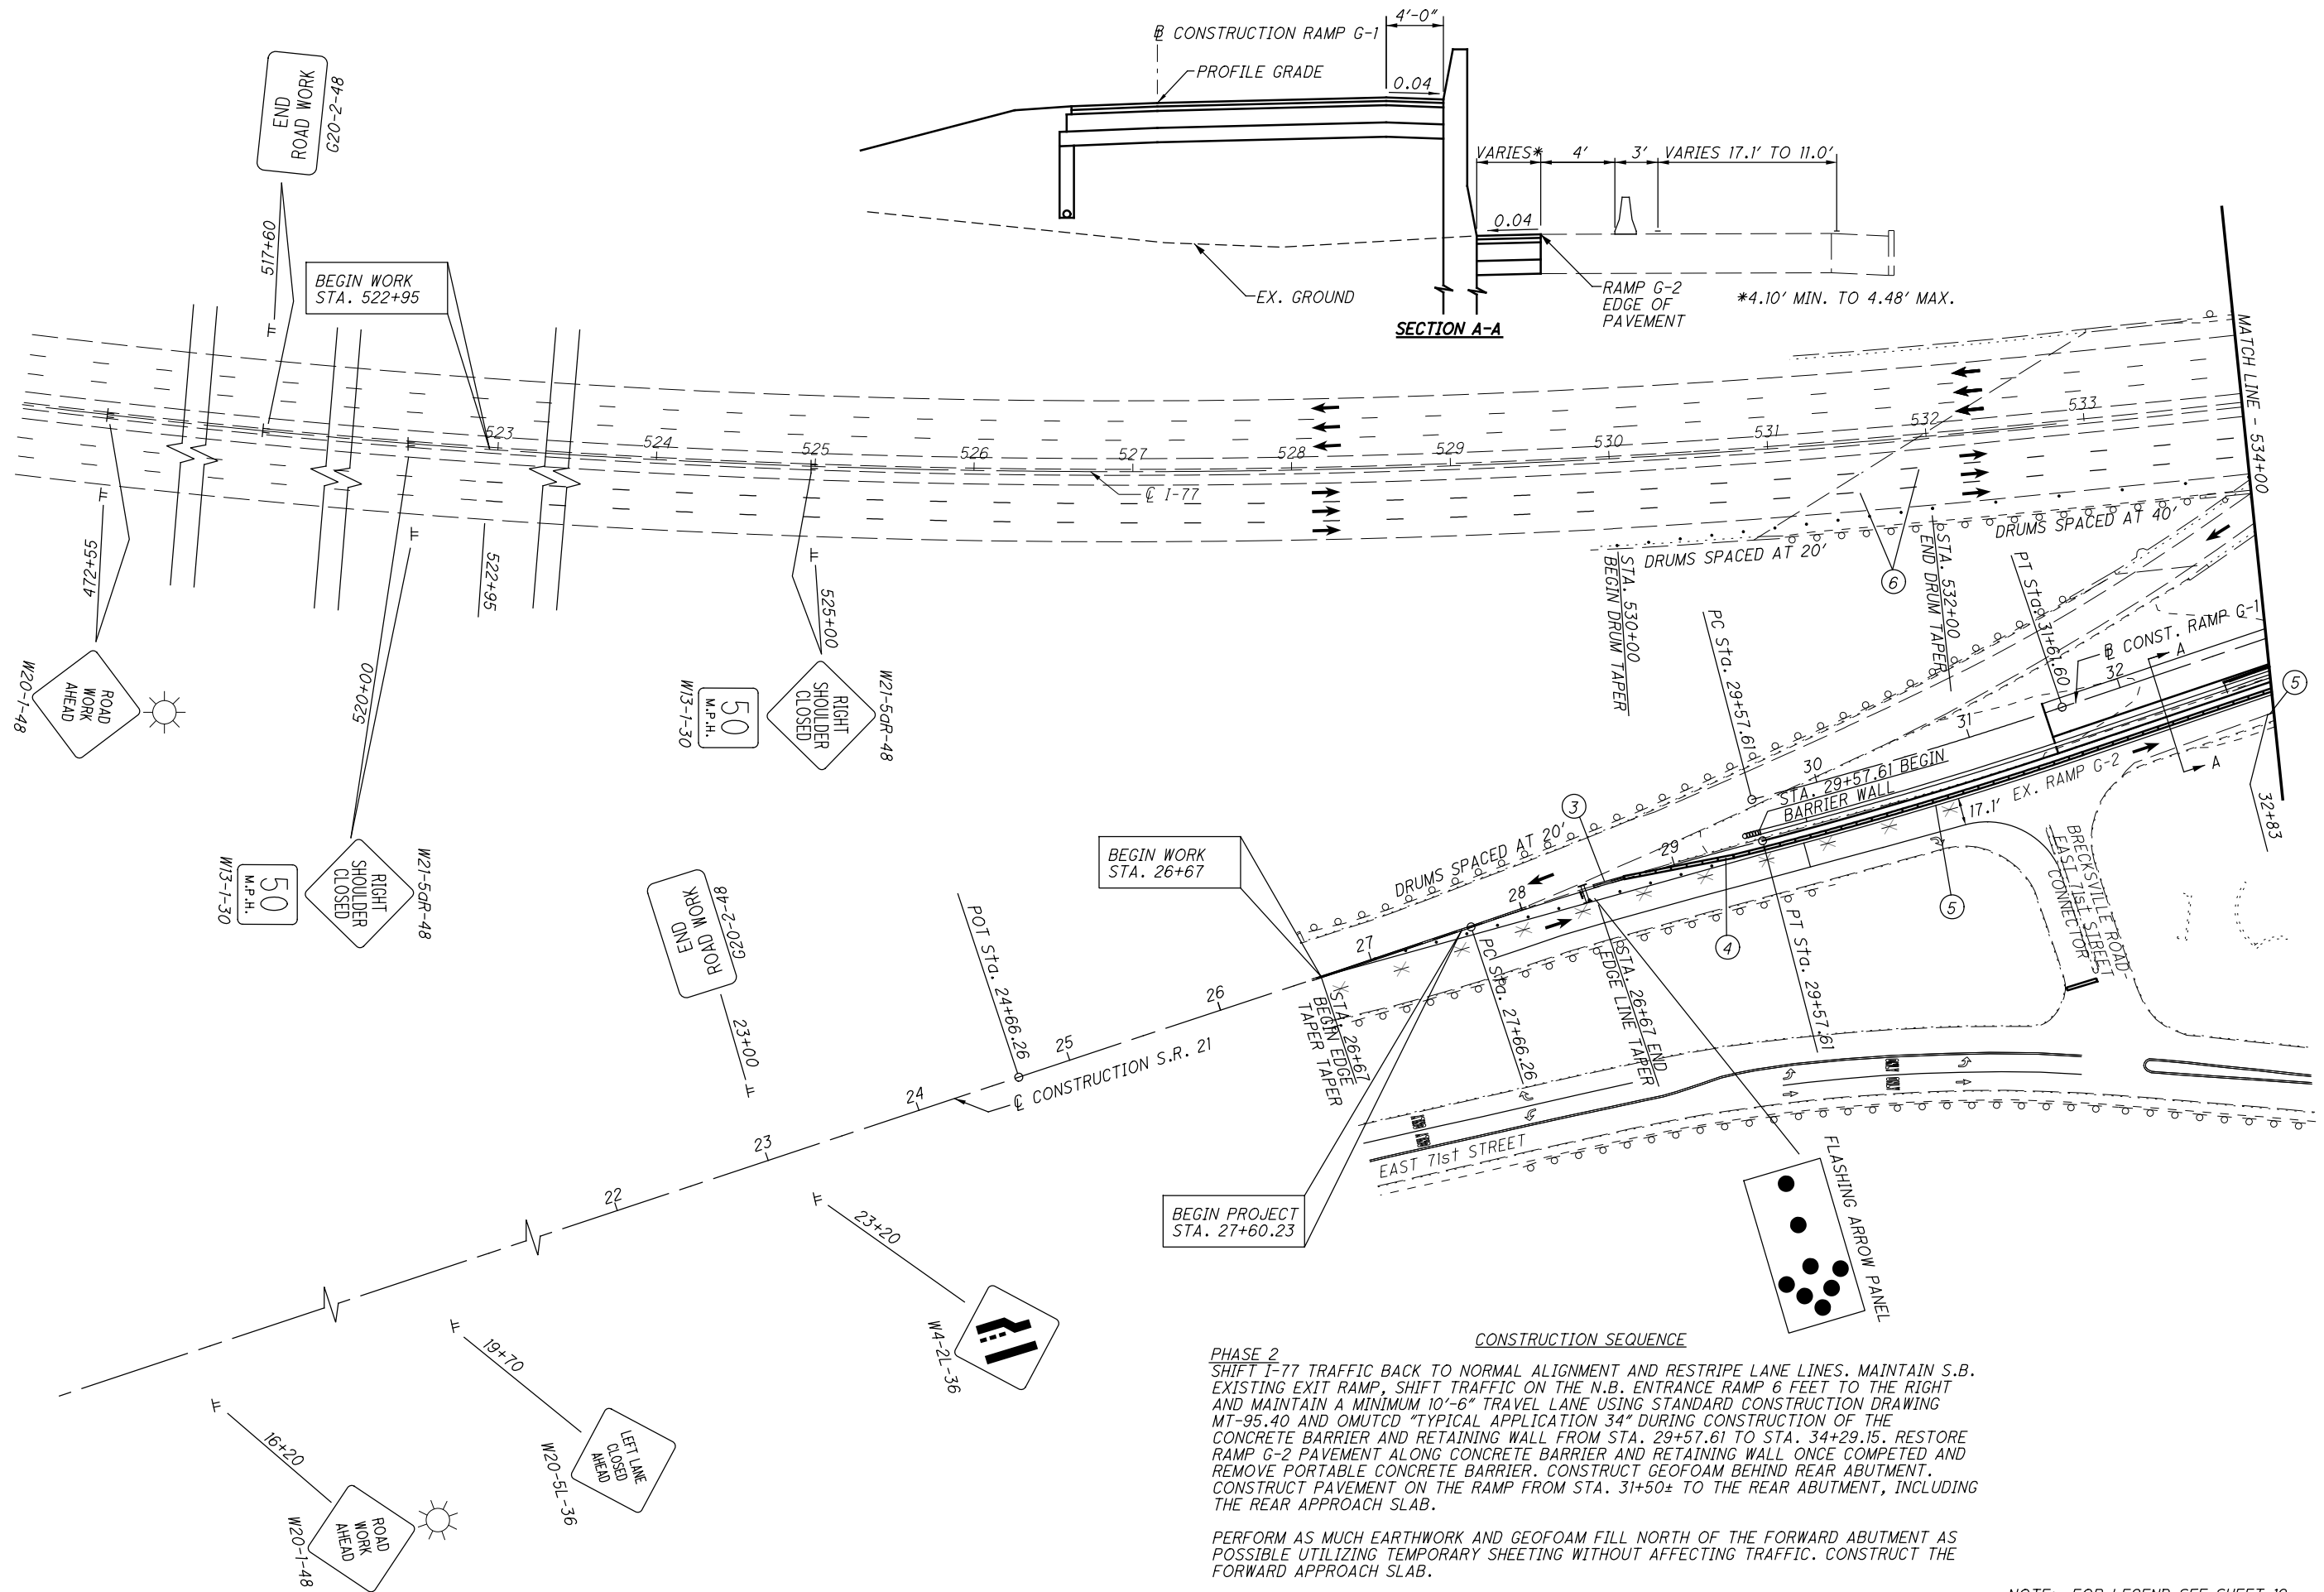 4'-0"
℄ CONSTRUCTION RAMP G-1
PROFILE GRADE
0.04
VARIES*
4'
3'
VARIES 17.1' TO 11.0'
0.04
EX. GROUND
RAMP G-2
EDGE OF
PAVEMENT
*4.10' MIN. TO 4.48' MAX.
SECTION A-A
END
ROAD WORK
G20-2-48
517+60
BEGIN WORK
STA. 522+95
523
524
525
526
527
528
529
530
531
532
533
℄ I-77
MATCH LINE - 534+00
472+55
W20-1-48
ROAD
WORK
AHEAD
520+00
522+95
525+00
W21-5aR-48
RIGHT
SHOULDER
CLOSED
50
M.P.H.
W13-1-30
W21-5aR-48
RIGHT
SHOULDER
CLOSED
50
M.P.H.
W13-1-30
DRUMS SPACED AT 20'
DRUMS SPACED AT 40'
STA. 530+00
BEGIN DRUM TAPER
STA. 532+00
END DRUM TAPER
6
PC Sta. 29+57.61
PT Sta. 31+61.60
℄ CONST. RAMP G-1
A
A
5
32
31
30
29
28
27
26
25
24
23
22
STA. 29+57.61 BEGIN
BARRIER WALL
EX. RAMP G-2
17.1'
32+83
3
4
5
DRUMS SPACED AT 20'
BRECKSVILLE ROAD-
EAST 71st STREET
CONNECTOR
BEGIN WORK
STA. 26+67
STA. 26+67
BEGIN EDGE
TAPER TAPER
PC Sta. 27+66.26
STA. 26+67 END
EDGE LINE TAPER
PT Sta. 29+57.61
POT Sta. 24+66.26
℄ CONSTRUCTION S.R. 21
G20-2-48
END
ROAD WORK
23+00
EAST 71st STREET
BEGIN PROJECT
STA. 27+60.23
FLASHING ARROW PANEL
23+20
W4-2L-36
19+70
LEFT LANE
CLOSED
AHEAD
W20-5L-36
16+20
ROAD
WORK
AHEAD
W20-1-48
CONSTRUCTION SEQUENCE
PHASE 2
SHIFT I-77 TRAFFIC BACK TO NORMAL ALIGNMENT AND RESTRIPE LANE LINES. MAINTAIN S.B.
EXISTING EXIT RAMP, SHIFT TRAFFIC ON THE N.B. ENTRANCE RAMP 6 FEET TO THE RIGHT
AND MAINTAIN A MINIMUM 10'-6" TRAVEL LANE USING STANDARD CONSTRUCTION DRAWING
MT-95.40 AND OMUTCD "TYPICAL APPLICATION 34" DURING CONSTRUCTION OF THE
CONCRETE BARRIER AND RETAINING WALL FROM STA. 29+57.61 TO STA. 34+29.15. RESTORE
RAMP G-2 PAVEMENT ALONG CONCRETE BARRIER AND RETAINING WALL ONCE COMPETED AND
REMOVE PORTABLE CONCRETE BARRIER. CONSTRUCT GEOFOAM BEHIND REAR ABUTMENT.
CONSTRUCT PAVEMENT ON THE RAMP FROM STA. 31+50± TO THE REAR ABUTMENT, INCLUDING
THE REAR APPROACH SLAB.
PERFORM AS MUCH EARTHWORK AND GEOFOAM FILL NORTH OF THE FORWARD ABUTMENT AS
POSSIBLE UTILIZING TEMPORARY SHEETING WITHOUT AFFECTING TRAFFIC. CONSTRUCT THE
FORWARD APPROACH SLAB.